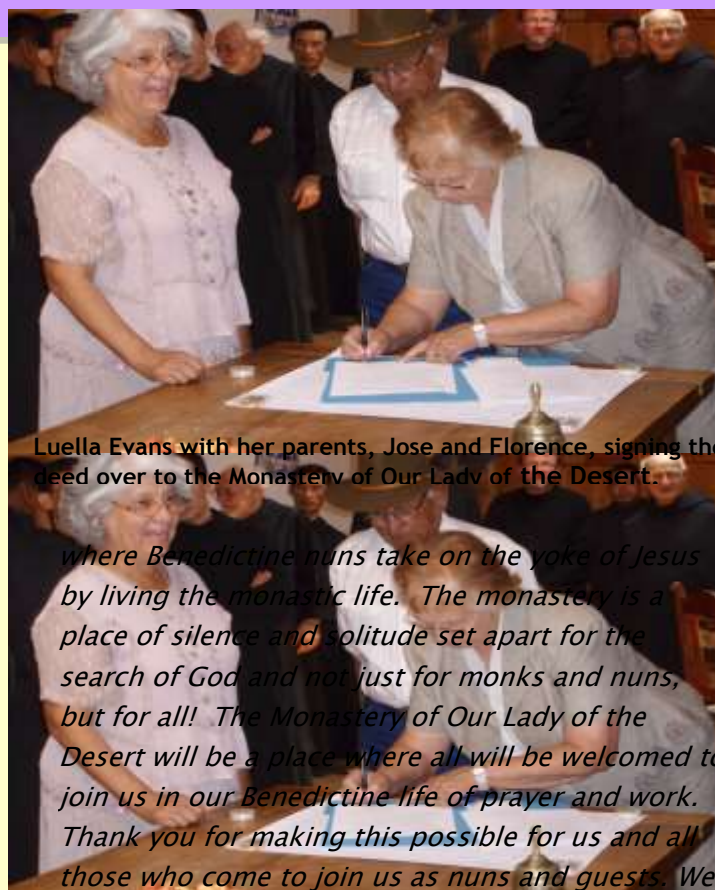 Luella Evans with her parents, Jose and Florence, signing the
deed over to the Monastery of Our Lady of the Desert.
where Benedictine nuns take on the yoke of Jesus
by living the monastic life. The monastery is a
place of silence and solitude set apart for the
search of God and not just for monks and nuns,
but for all! The Monastery of Our Lady of the
Desert will be a place where all will be welcomed to
join us in our Benedictine life of prayer and work.
Thank you for making this possible for us and all
those who come to join us as nuns and guests. We